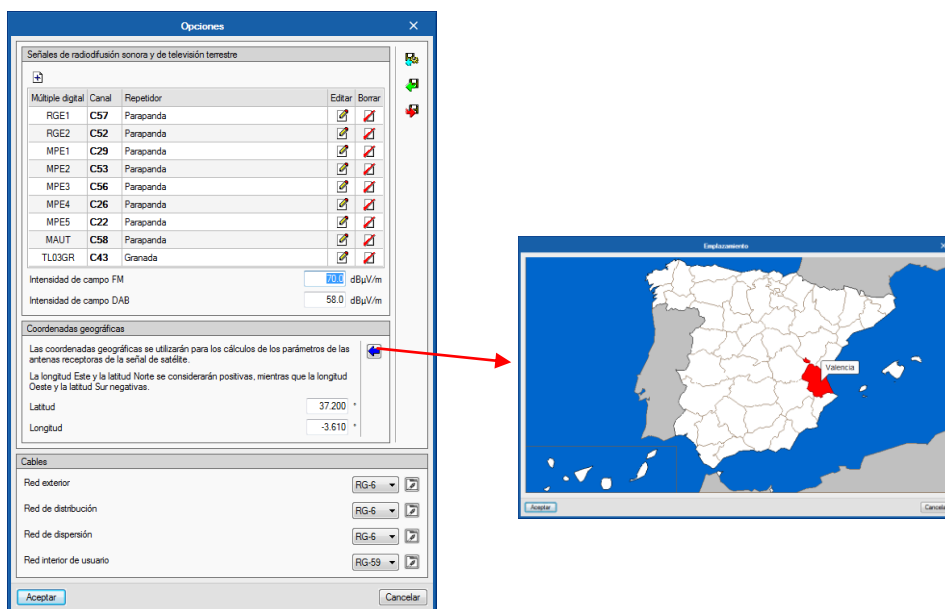 Opciones
Señales de radiodifusión sonora y de televisión terrestre
Múltiple digital Canal Repetidor Editar Borrar
RGE1 C57 Parapanda
RGE2 C52 Parapanda
MPE1 C29 Parapanda
MPE2 C53 Parapanda
MPE3 C56 Parapanda
MPE4 C26 Parapanda
MPE5 C22 Parapanda
MAUT C58 Parapanda
TL03GR C43 Granada
Intensidad de campo FM 70.0 dBµV/m
Intensidad de campo DAB 58.0 dBµV/m
Coordenadas geográficas
Las coordenadas geográficas se utilizarán para los cálculos de los parámetros de las
antenas receptoras de la señal de satélite.
La longitud Este y la latitud Norte se considerarán positivas, mientras que la longitud
Oeste y la latitud Sur negativas.
Latitud 37.200 °
Longitud -3.610 °
Cables
Red exterior RG-6
Red de distribución RG-6
Red de dispersión RG-6
Red interior de usuario RG-59
Aceptar Cancelar
Emplazamiento
Valencia
Aceptar Cancelar